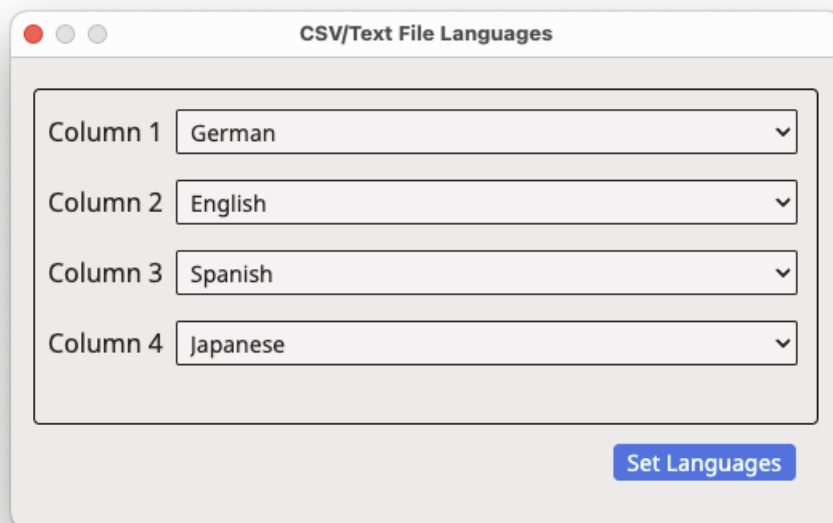 CSV/Text File Languages
Column 1 German
Column 2 English
Column 3 Spanish
Column 4 Japanese
Set Languages